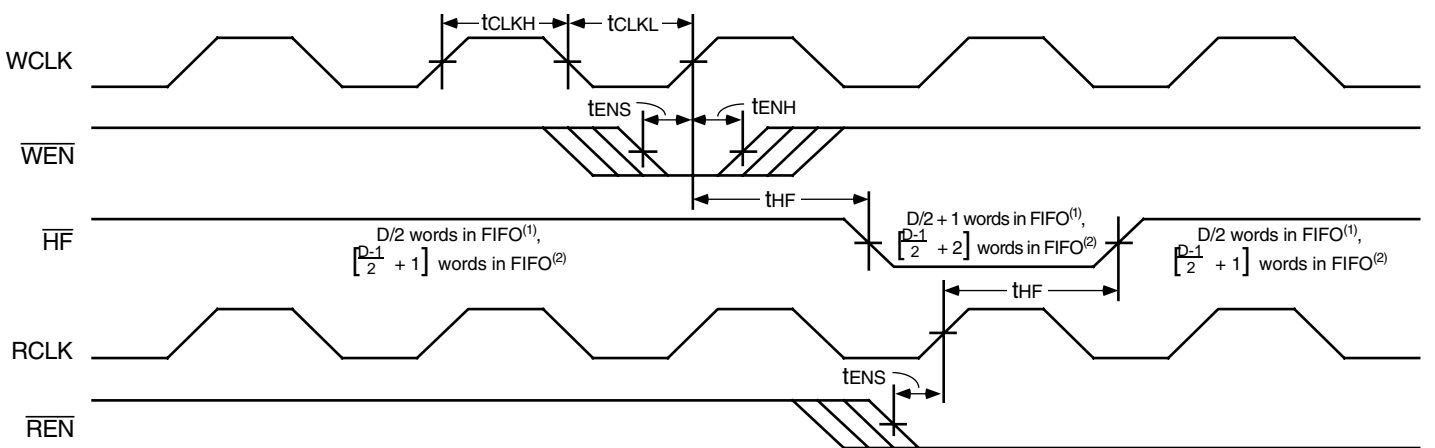 tCLKH
tCLKL
WCLK
tENS
tENH
WEN
tHF
HF
D/2 words in FIFO(1),
[D-1/2 + 1] words in FIFO(2)
D/2 + 1 words in FIFO(1),
[D-1/2 + 2] words in FIFO(2)
D/2 words in FIFO(1),
[D-1/2 + 1] words in FIFO(2)
tHF
RCLK
tENS
REN